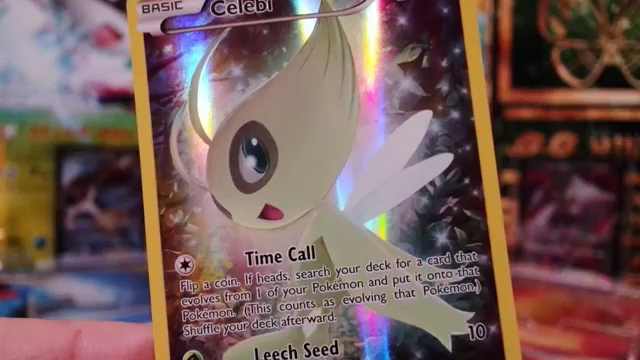 BASIC
Celebi
Time Call
Flip a coin. If heads, search your deck for a card that
evolves from 1 of your Pokémon and put it onto that
Pokémon. (This counts as evolving that Pokémon.)
Shuffle your deck afterward.
10
Leech Seed